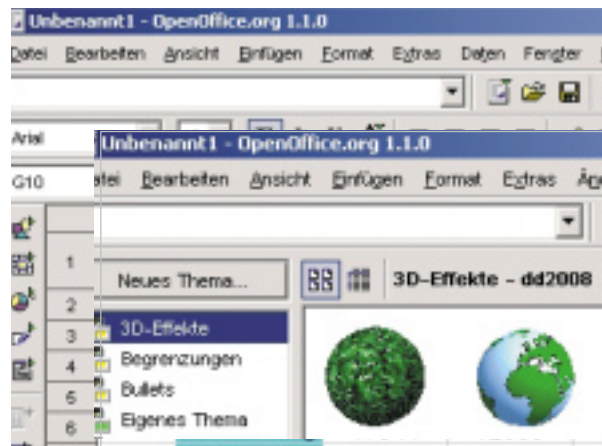 Unbenannt1 - OpenOffice.org 1.1.0
Datei Bearbeiten Ansicht Einfügen Format Extras Daten Fenster
Arial
G10
1
2
3
4
5
6
Unbenannt1 - OpenOffice.org 1.1.0
atei Bearbeiten Ansicht Einfügen Format Extras
Neues Thema... 3D-Effekte - dd2008
3D-Effekte
Begrenzungen
Bullets
Eigenes Thema